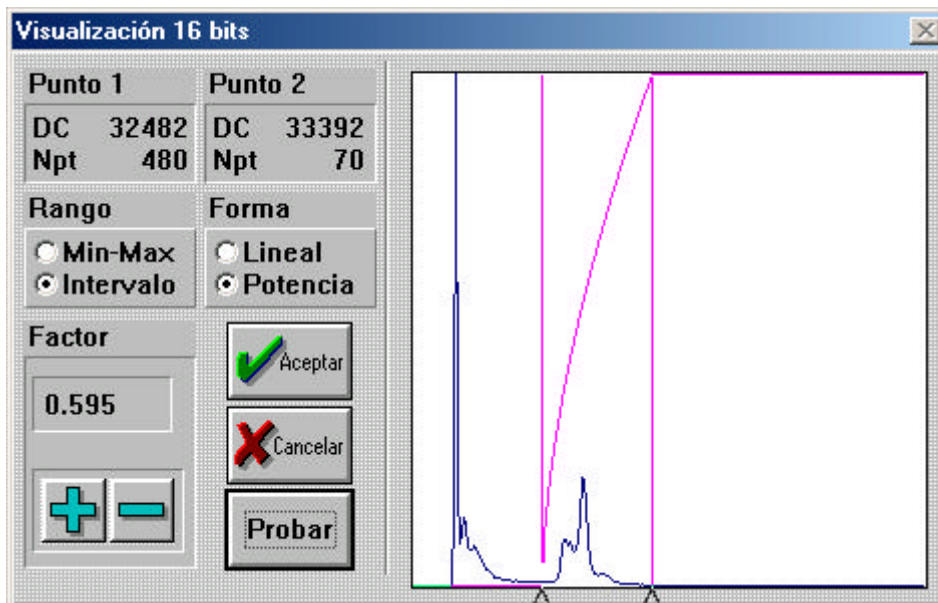 Visualización 16 bits
Punto 1
DC 32482
Npt 480
Punto 2
DC 33392
Npt 70
Rango
Min-Max
Intervalo
Forma
Lineal
Potencia
Factor
0.595
Aceptar
Cancelar
Probar